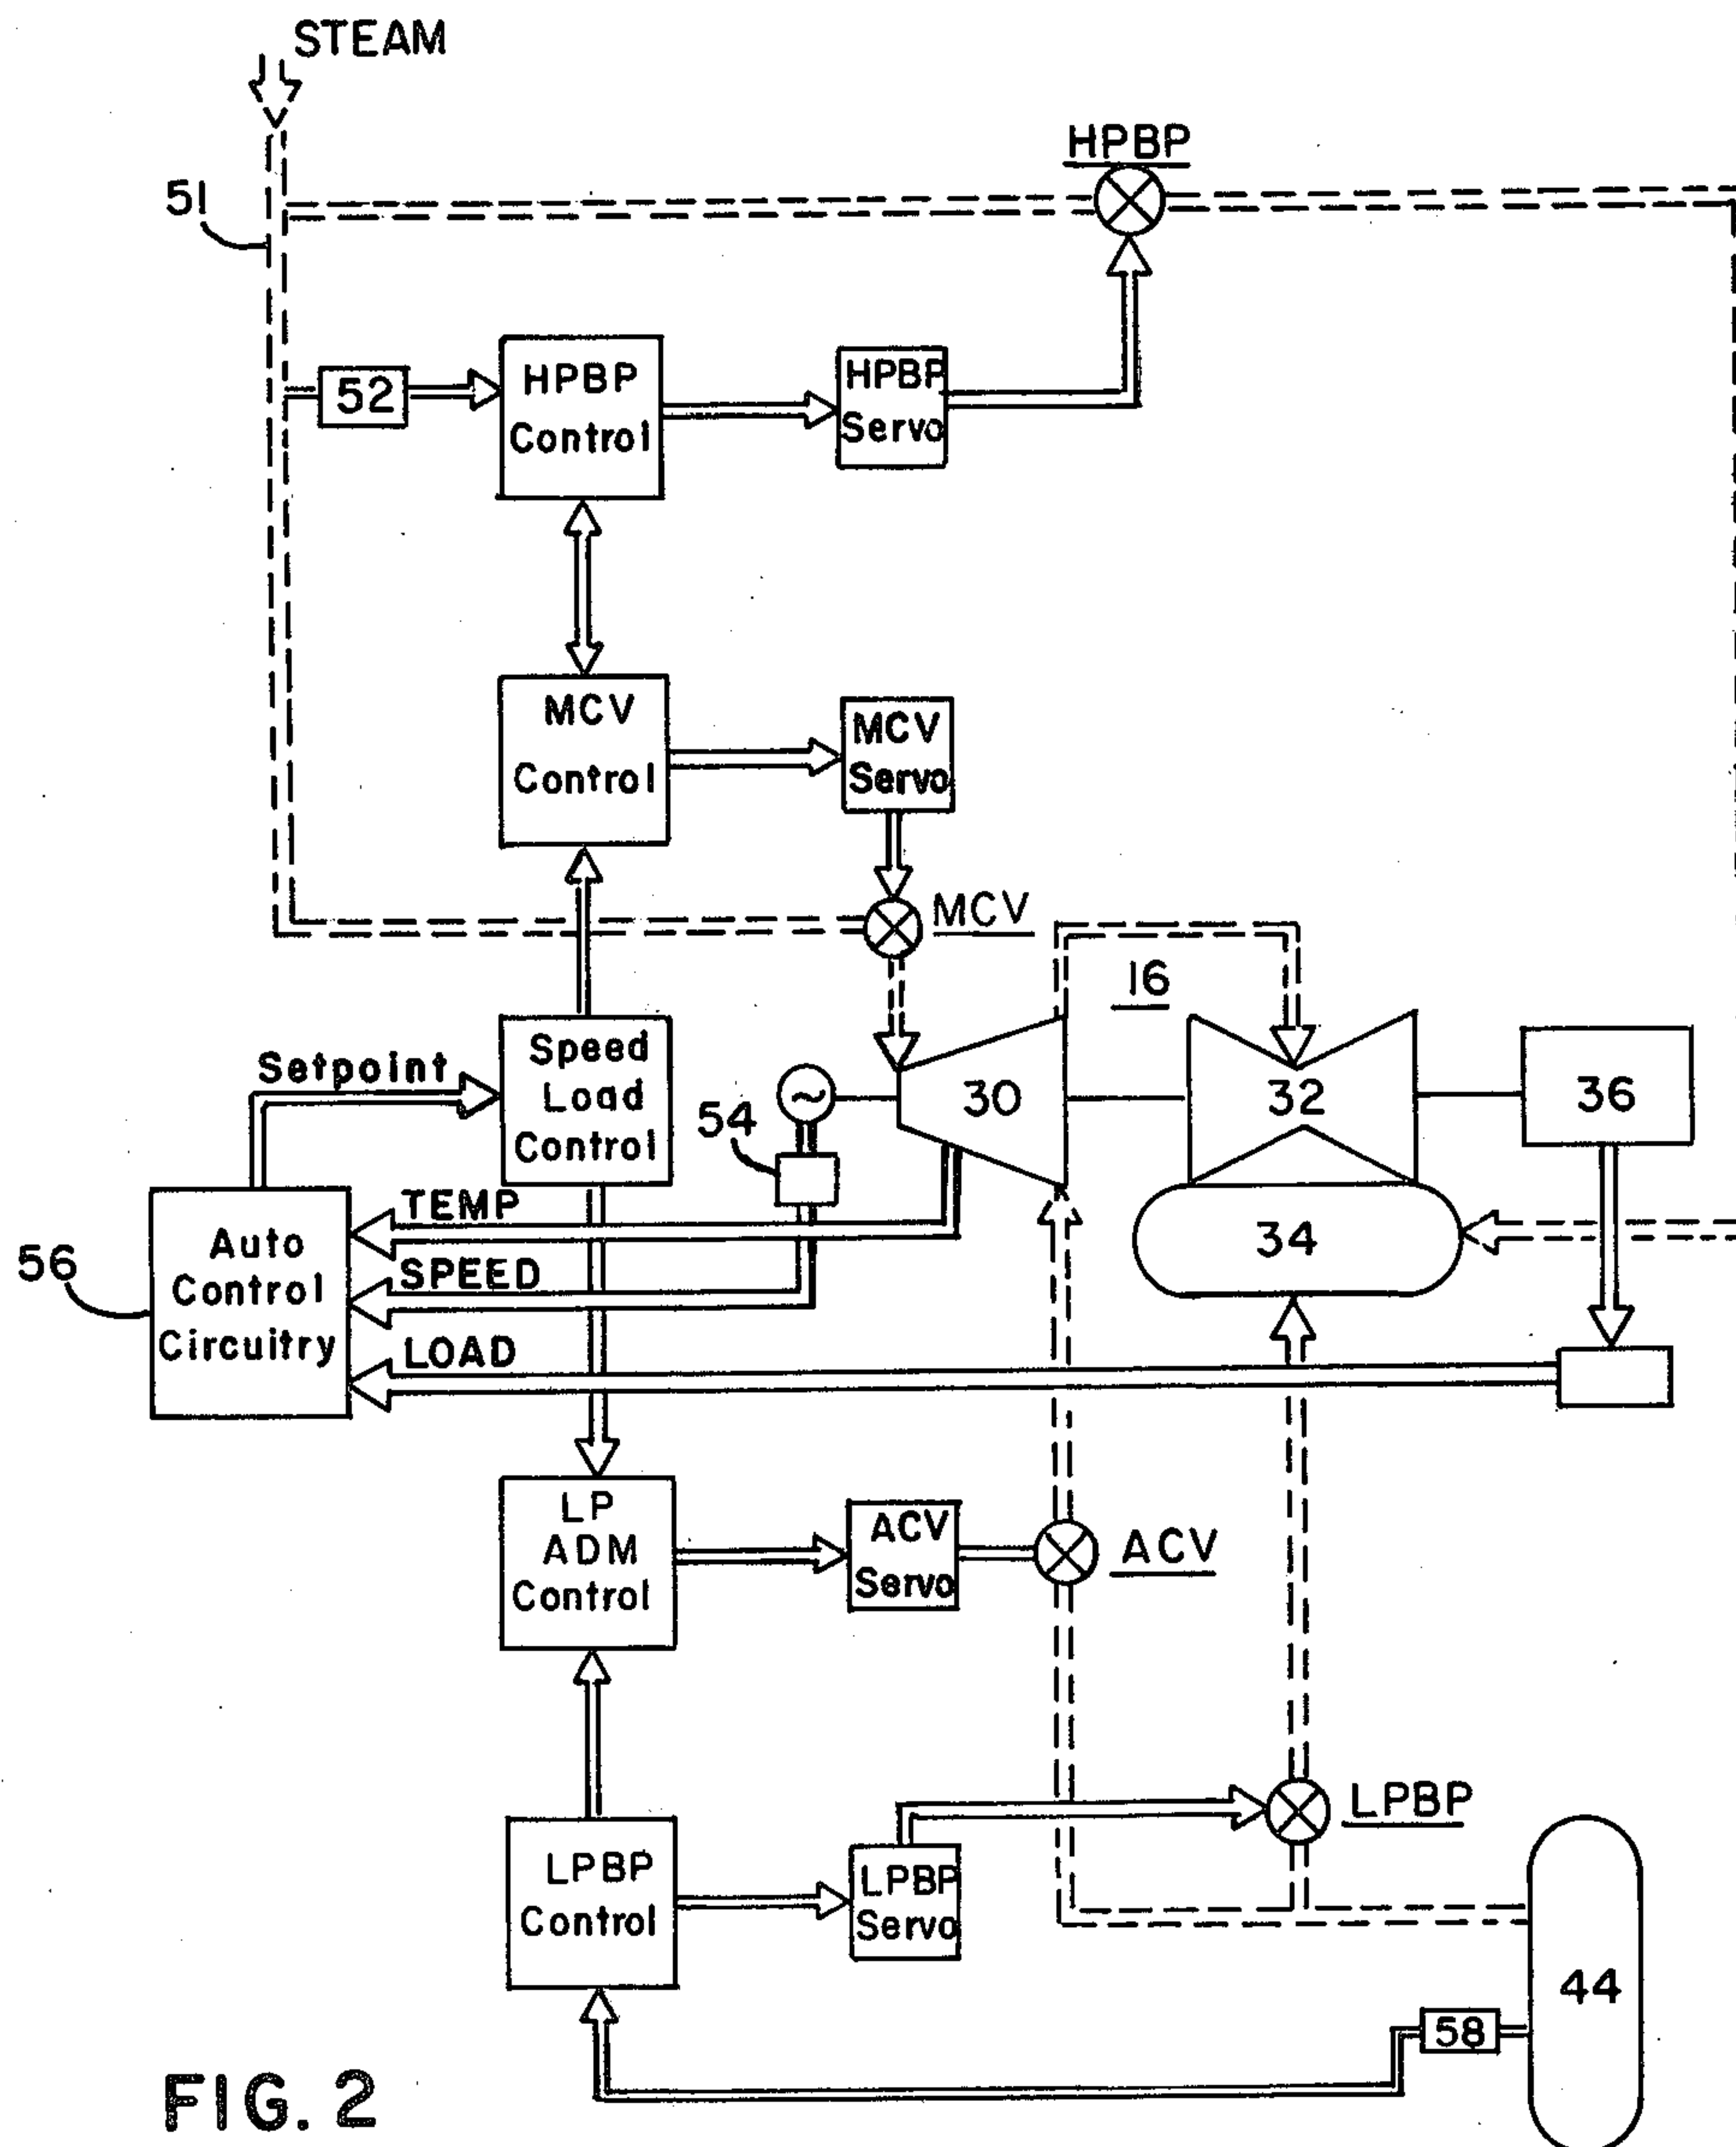 STEAM
HPBP
51
52
HPBP
Control
HPBP
Servo
MCV
Control
MCV
Servo
MCV
16
Setpoint
Speed
Load
Control
~
54
30
32
36
34
TEMP
SPEED
LOAD
56
Auto
Control
Circuitry
LP
ADM
Control
ACV
Servo
ACV
LPBP
LPBP
Control
LPBP
Servo
44
58
FIG. 2